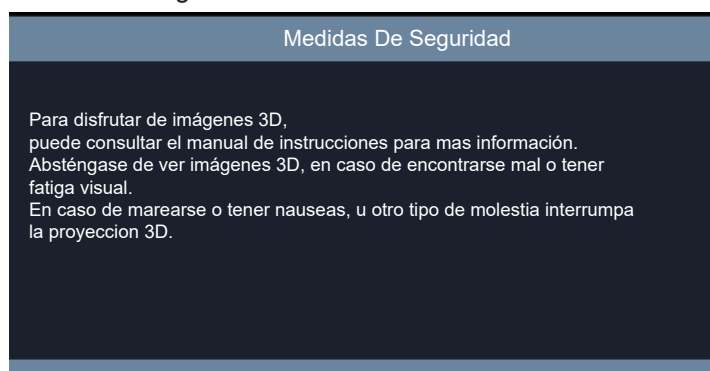 Medidas De Seguridad
Para disfrutar de imágenes 3D,
puede consultar el manual de instrucciones para mas información.
Absténgase de ver imágenes 3D, en caso de encontrarse mal o tener
fatiga visual.
En caso de marearse o tener nauseas, u otro tipo de molestia interrumpa
la proyeccion 3D.